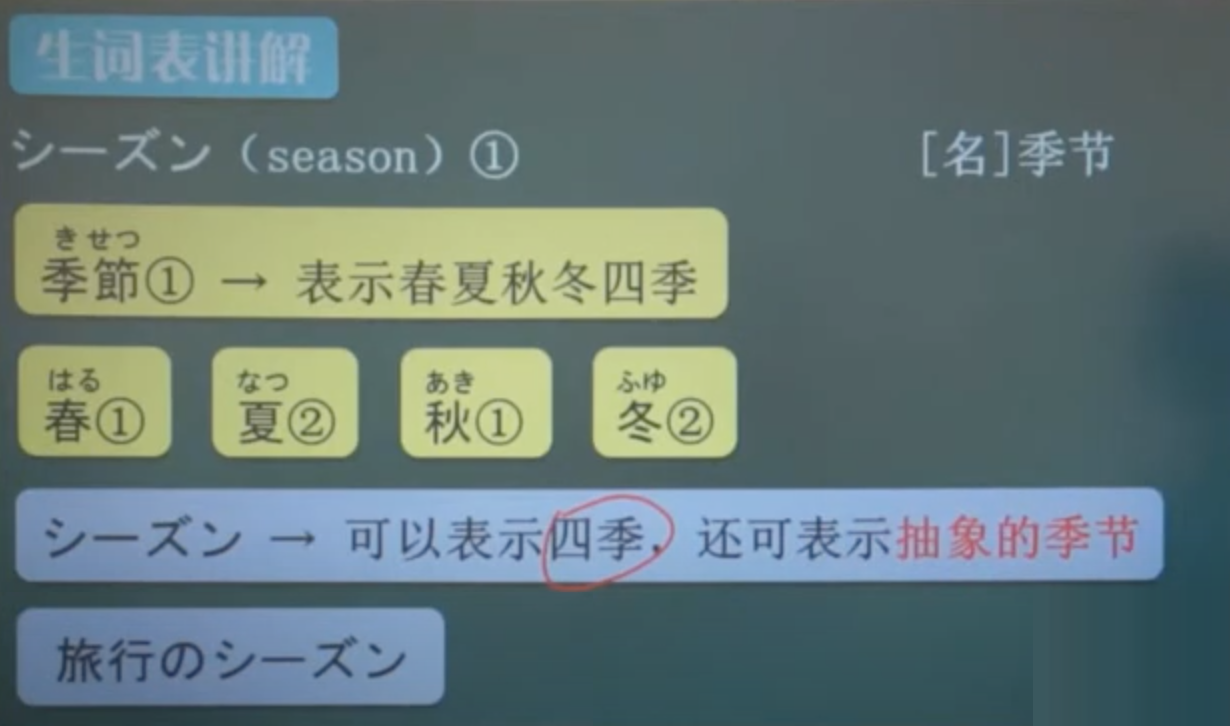 生词表讲解
シーズン（season）① [名]季节
きせつ
季節① → 表示春夏秋冬四季
はる なつ あき ふゆ
春① 夏② 秋① 冬②
シーズン → 可以表示四季，还可表示抽象的季节
旅行のシーズン